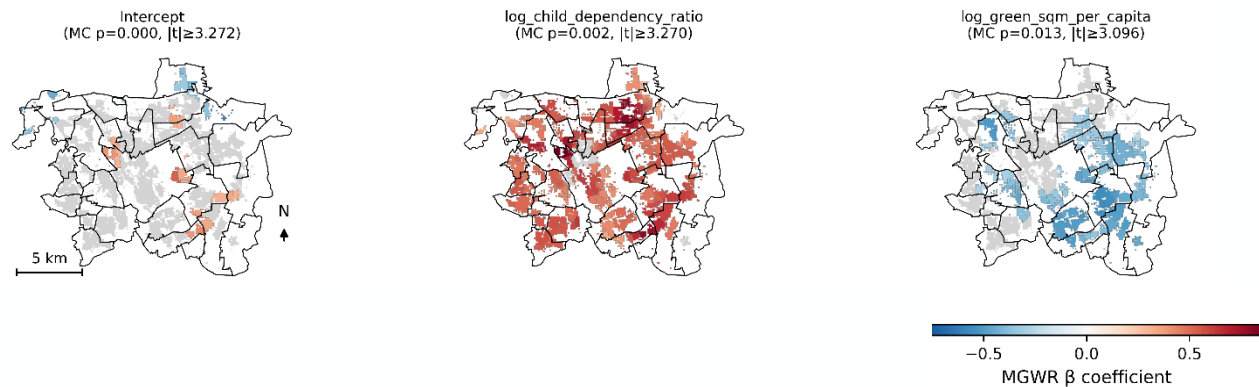 Intercept
(MC p=0.000, |t|≥3.272)
log_child_dependency_ratio
(MC p=0.002, |t|≥3.270)
log_green_sqm_per_capita
(MC p=0.013, |t|≥3.096)
N
5 km
−0.5 0.0 0.5
MGWR β coefficient